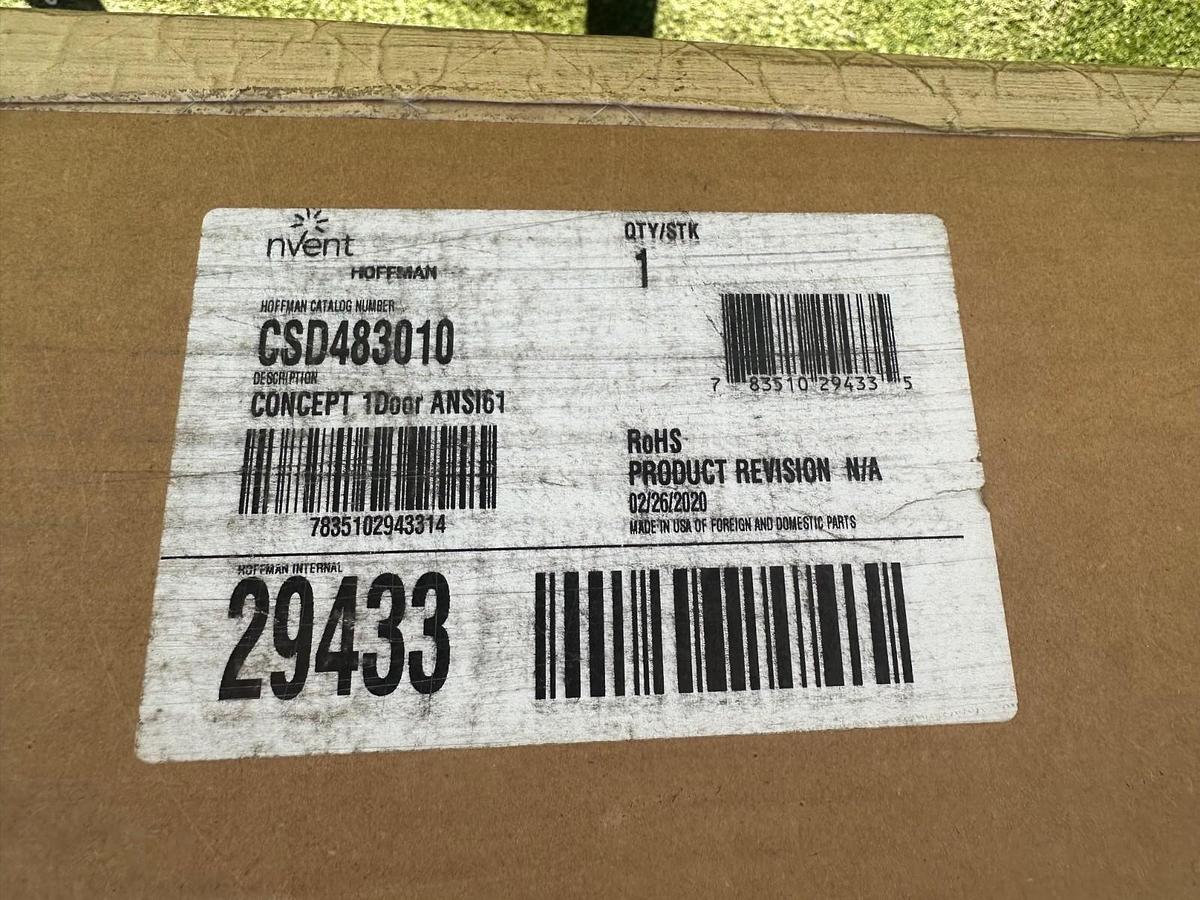 nVent
HOFFMAN
HOFFMAN CATALOG NUMBER
CSD483010
DESCRIPTION
CONCEPT 1Door ANSI61
7835102943314
QTY/STK
1
7 83510 29433 5
RoHS
PRODUCT REVISION N/A
02/26/2020
MADE IN USA OF FOREIGN AND DOMESTIC PARTS
HOFFMAN INTERNAL
29433